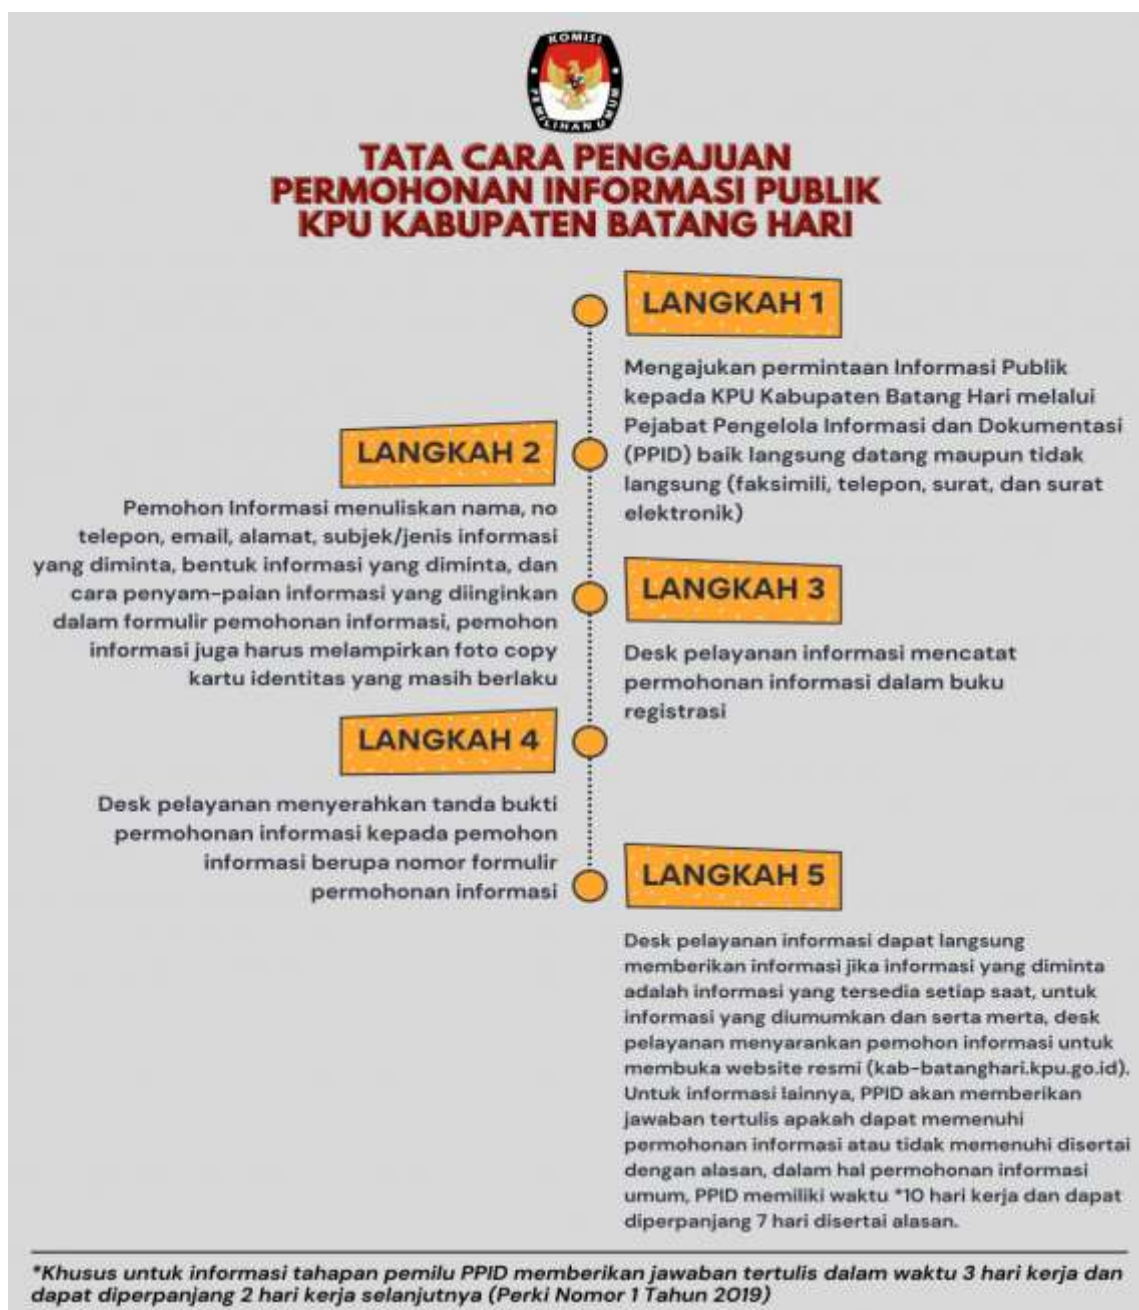 KOMISI
PEMILIHAN UMUM
TATA CARA PENGAJUAN
PERMOHONAN INFORMASI PUBLIK
KPU KABUPATEN BATANG HARI
LANGKAH 1
Mengajukan permintaan Informasi Publik
kepada KPU Kabupaten Batang Hari melalui
Pejabat Pengelola Informasi dan Dokumentasi
(PPID) baik langsung datang maupun tidak
langsung (faksimili, telepon, surat, dan surat
elektronik)
LANGKAH 2
Pemohon Informasi menuliskan nama, no
telepon, email, alamat, subjek/jenis informasi
yang diminta, bentuk informasi yang diminta, dan
cara penyam-paian informasi yang diinginkan
dalam formulir pemohonan informasi, pemohon
informasi juga harus melampirkan foto copy
kartu identitas yang masih berlaku
LANGKAH 3
Desk pelayanan informasi mencatat
permohonan informasi dalam buku
registrasi
LANGKAH 4
Desk pelayanan menyerahkan tanda bukti
permohonan informasi kepada pemohon
informasi berupa nomor formulir
permohonan informasi
LANGKAH 5
Desk pelayanan informasi dapat langsung
memberikan informasi jika informasi yang diminta
adalah informasi yang tersedia setiap saat, untuk
informasi yang diumumkan dan serta merta, desk
pelayanan menyarankan pemohon informasi untuk
membuka website resmi (kab-batanghari.kpu.go.id).
Untuk informasi lainnya, PPID akan memberikan
jawaban tertulis apakah dapat memenuhi
permohonan informasi atau tidak memenuhi disertai
dengan alasan, dalam hal permohonan informasi
umum, PPID memiliki waktu *10 hari kerja dan dapat
diperpanjang 7 hari disertai alasan.
*Khusus untuk informasi tahapan pemilu PPID memberikan jawaban tertulis dalam waktu 3 hari kerja dan
dapat diperpanjang 2 hari kerja selanjutnya (Perki Nomor 1 Tahun 2019)